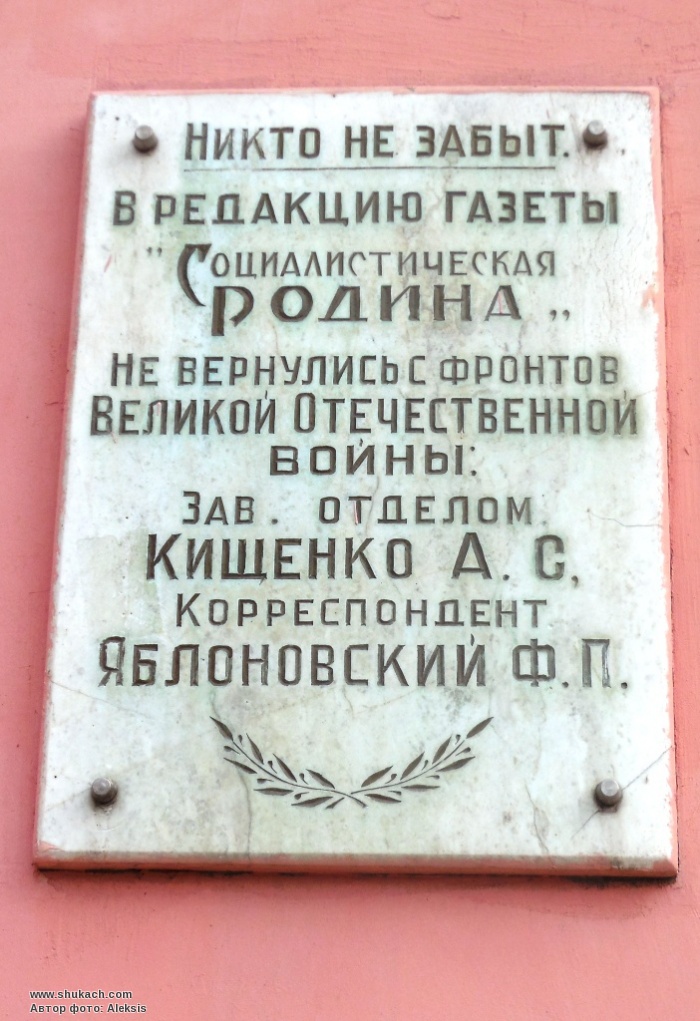 Никто не забыт.
В редакцию газеты
"Социалистическая
Родина"
Не вернулись с фронтов
Великой Отечественной
войны:
Зав. отделом
Кищенко А. С.
Корреспондент
Яблоновский Ф. П.
www.shukach.com
Автор фото: Aleksis